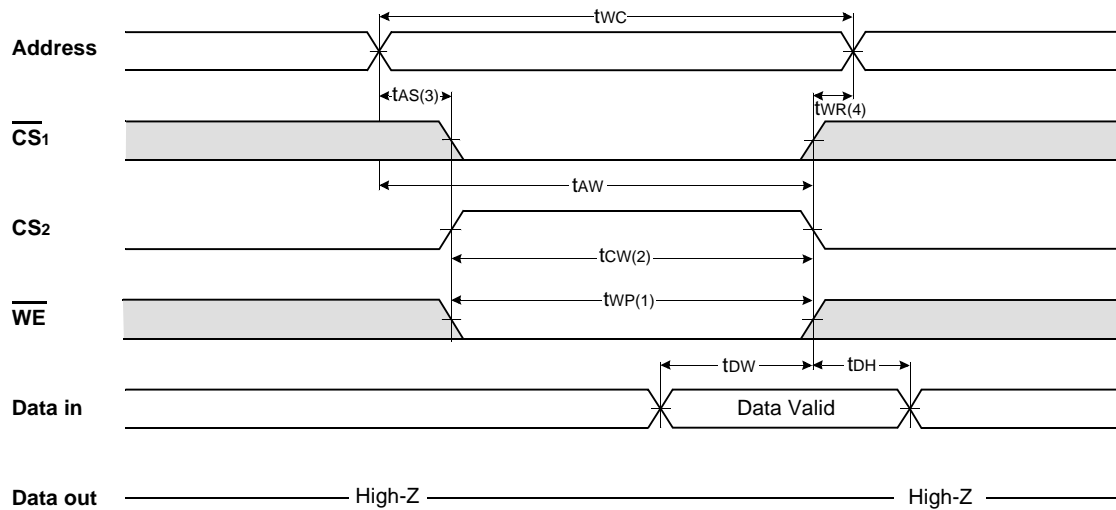 tWC
Address
tAS(3)
tWR(4)
CS1
tAW
CS2
tCW(2)
tWP(1)
WE
tDW
tDH
Data in
Data Valid
Data out
High-Z
High-Z